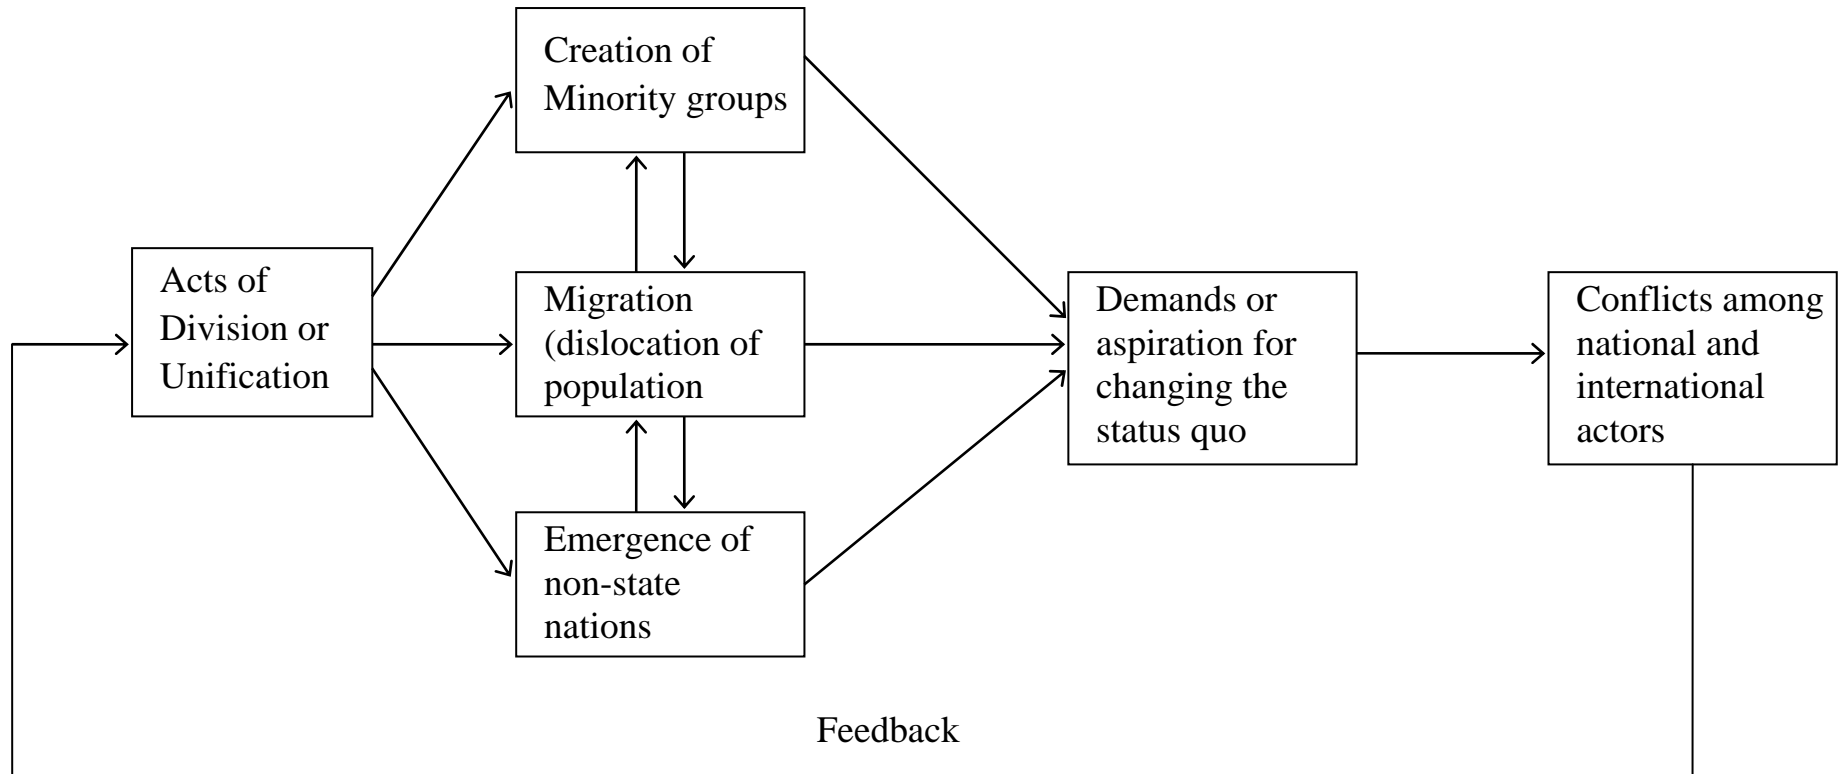 Creation of
Minority groups
Acts of
Division or
Unification
Migration
(dislocation of
population
Emergence of
non-state
nations
Demands or
aspiration for
changing the
status quo
Conflicts among
national and
international
actors
Feedback